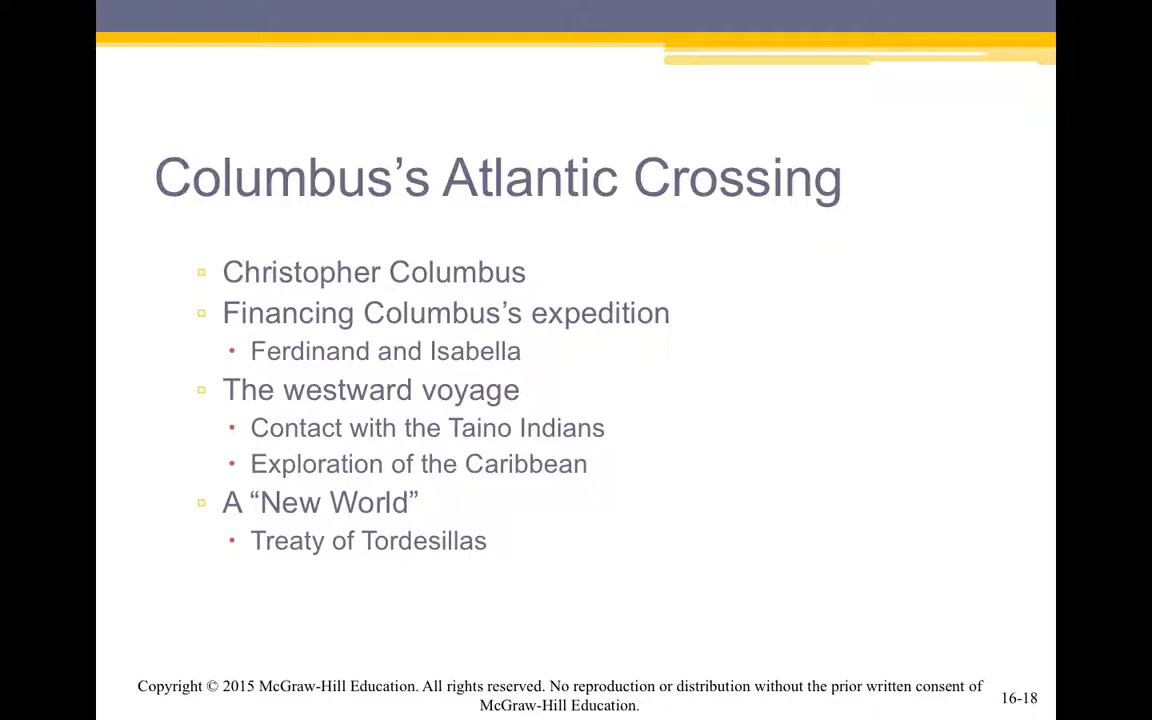 Columbus’s Atlantic Crossing
Christopher Columbus
Financing Columbus’s expedition
Ferdinand and Isabella
The westward voyage
Contact with the Taino Indians
Exploration of the Caribbean
A “New World”
Treaty of Tordesillas
Copyright © 2015 McGraw-Hill Education. All rights reserved. No reproduction or distribution without the prior written consent of
McGraw-Hill Education.
16-18